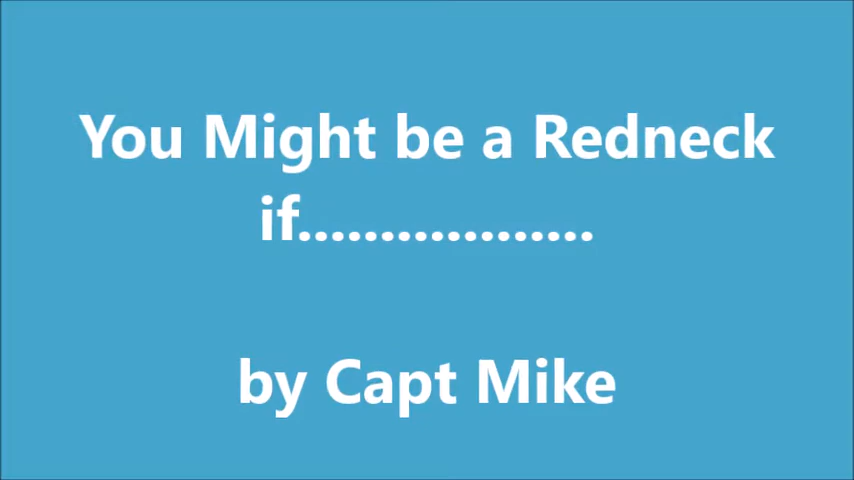 You Might be a Redneck
if..................
by Capt Mike